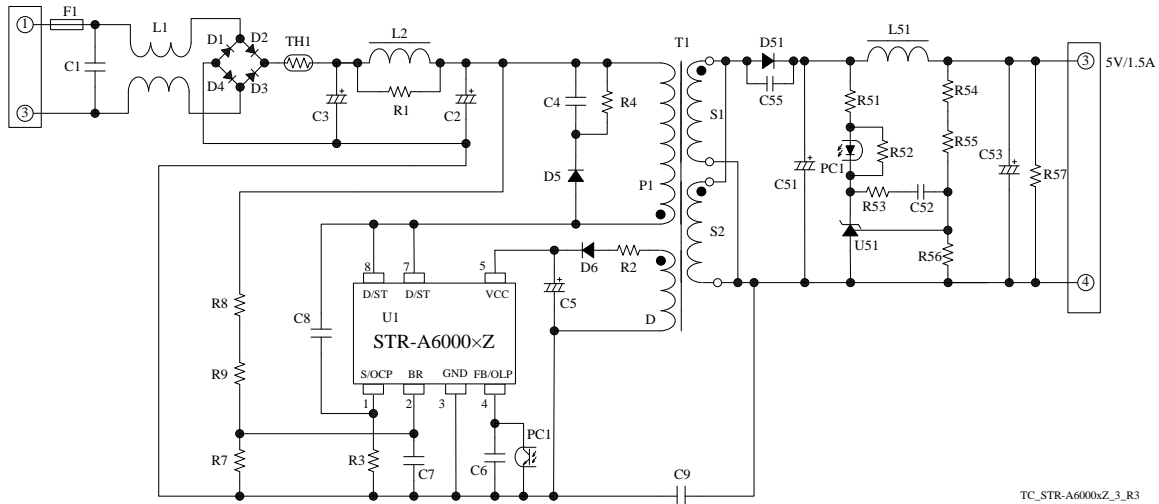 1
F1
L1
C1
3
D1
D2
D4
D3
TH1
C3
L2
R1
C2
C4
R4
D5
P1
T1
S1
S2
D
D51
C55
L51
C51
R51
PC1
R52
R53
C52
U51
R54
R55
R56
C53
R57
3
5V/1.5A
4
8
7
5
D/ST
D/ST
VCC
U1
STR-A6000×Z
S/OCP
BR
GND
FB/OLP
1
2
3
4
D6
R2
C5
C8
R8
R9
R7
R3
C7
C6
PC1
C9
TC_STR-A6000xZ_3_R3